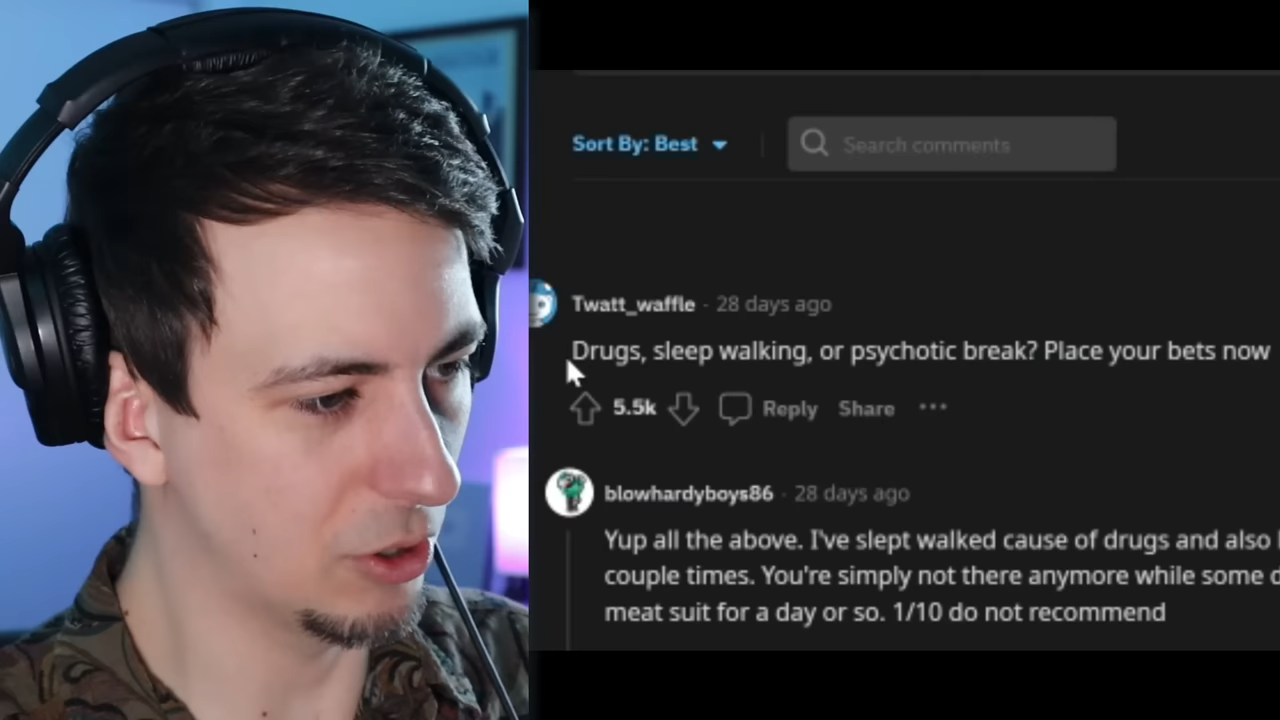 Sort By: Best
Search comments
Twatt_waffle · 28 days ago
Drugs, sleep walking, or psychotic break? Place your bets now
5.5k Reply Share ···
blowhardyboys86 · 28 days ago
Yup all the above. I've slept walked cause of drugs and also
couple times. You're simply not there anymore while some
meat suit for a day or so. 1/10 do not recommend